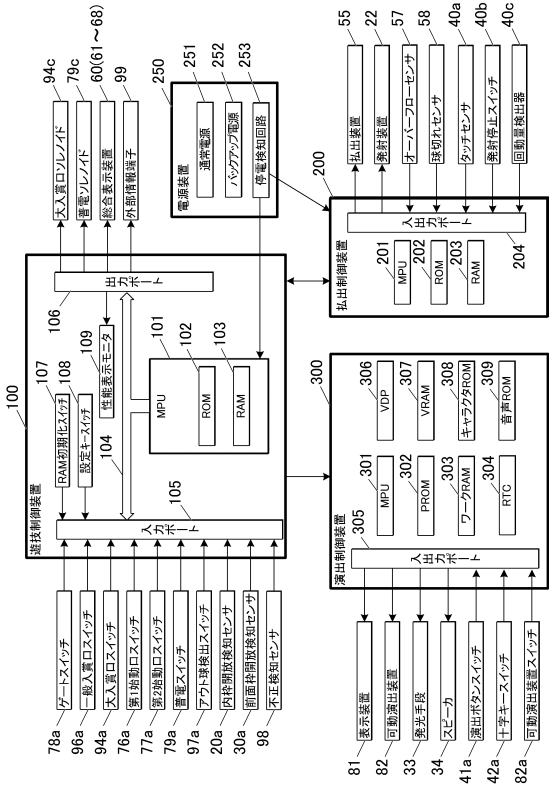 100
遊技制御装置
78a
ゲートスイッチ
96a
一般入賞口スイッチ
94a
大入賞口スイッチ
76a
第1始動口スイッチ
77a
第2始動口スイッチ
79a
普電スイッチ
97a
アウト球検出スイッチ
20a
内枠開放検知センサ
30a
前面枠開放検知センサ
98
不正検知センサ
105
入力ポート
107
RAM初期化スイッチ
108
設定キースイッチ
104
109
性能表示モニタ
106
出力ポート
101
MPU
102
ROM
103
RAM
94c
大入賞口ソレノイド
79c
普電ソレノイド
60(61〜68)
総合表示装置
99
外部情報端子
250
電源装置
251
通常電源
252
バックアップ電源
253
停電検知回路
200
払出制御装置
201
MPU
202
ROM
203
RAM
204
入出力ポート
55
払出装置
22
発射装置
57
オーバーフローセンサ
58
球切れセンサ
40a
タッチセンサ
40b
発射停止スイッチ
40c
回動量検出器
300
演出制御装置
305
入出力ポート
301
MPU
302
PROM
303
ワークRAM
304
RTC
306
VDP
307
VRAM
308
キャラクタROM
309
音声ROM
81
表示装置
82
可動演出装置
33
発光手段
34
スピーカ
41a
演出ボタンスイッチ
42a
十字キースイッチ
82a
可動演出装置スイッチ